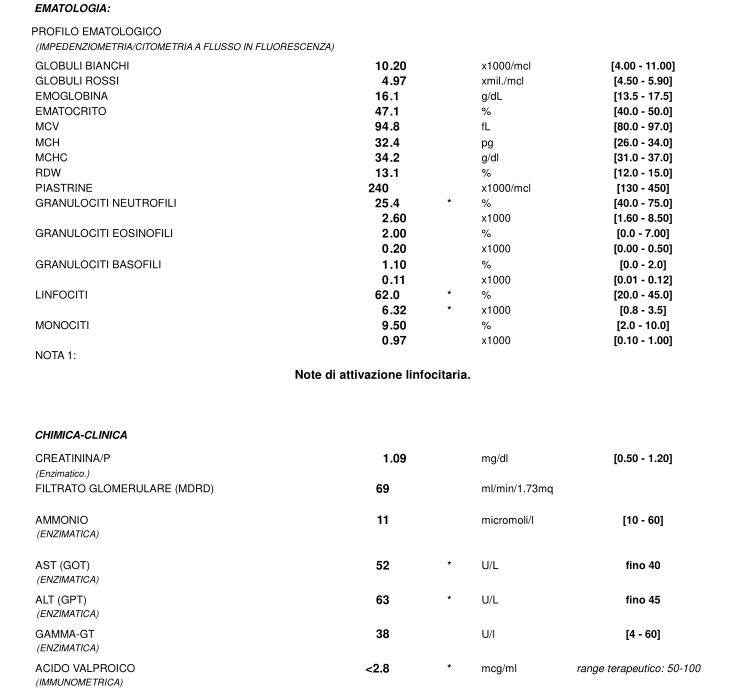 EMATOLOGIA:
PROFILO EMATOLOGICO
(IMPEDENZIOMETRIA/CITOMETRIA A FLUSSO IN FLUORESCENZA)
GLOBULI BIANCHI 10.20 x1000/mcl [4.00 - 11.00]
GLOBULI ROSSI 4.97 xmil./mcl [4.50 - 5.90]
EMOGLOBINA 16.1 g/dL [13.5 - 17.5]
EMATOCRITO 47.1 % [40.0 - 50.0]
MCV 94.8 fL [80.0 - 97.0]
MCH 32.4 pg [26.0 - 34.0]
MCHC 34.2 g/dl [31.0 - 37.0]
RDW 13.1 % [12.0 - 15.0]
PIASTRINE 240 x1000/mcl [130 - 450]
GRANULOCITI NEUTROFILI 25.4 * % [40.0 - 75.0]
2.60 x1000 [1.60 - 8.50]
GRANULOCITI EOSINOFILI 2.00 % [0.0 - 7.00]
0.20 x1000 [0.00 - 0.50]
GRANULOCITI BASOFILI 1.10 % [0.0 - 2.0]
0.11 x1000 [0.01 - 0.12]
LINFOCITI 62.0 * % [20.0 - 45.0]
6.32 * x1000 [0.8 - 3.5]
MONOCITI 9.50 % [2.0 - 10.0]
0.97 x1000 [0.10 - 1.00]
NOTA 1:
Note di attivazione linfocitaria.
CHIMICA-CLINICA
CREATININA/P 1.09 mg/dl [0.50 - 1.20]
(Enzimatico.)
FILTRATO GLOMERULARE (MDRD) 69 ml/min/1.73mq
AMMONIO 11 micromoli/l [10 - 60]
(ENZIMATICA)
AST (GOT) 52 * U/L fino 40
(ENZIMATICA)
ALT (GPT) 63 * U/L fino 45
(ENZIMATICA)
GAMMA-GT 38 U/l [4 - 60]
(ENZIMATICA)
ACIDO VALPROICO <2.8 * mcg/ml range terapeutico: 50-100
(IMMUNOMETRICA)